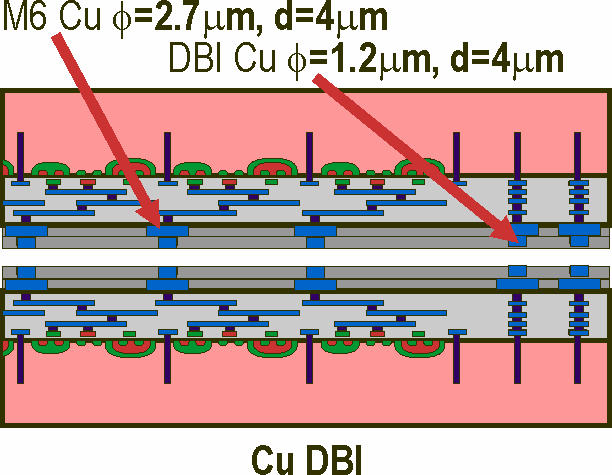 M6 Cu ϕ=2.7μm, d=4μm
DBI Cu ϕ=1.2μm, d=4μm
Cu DBI